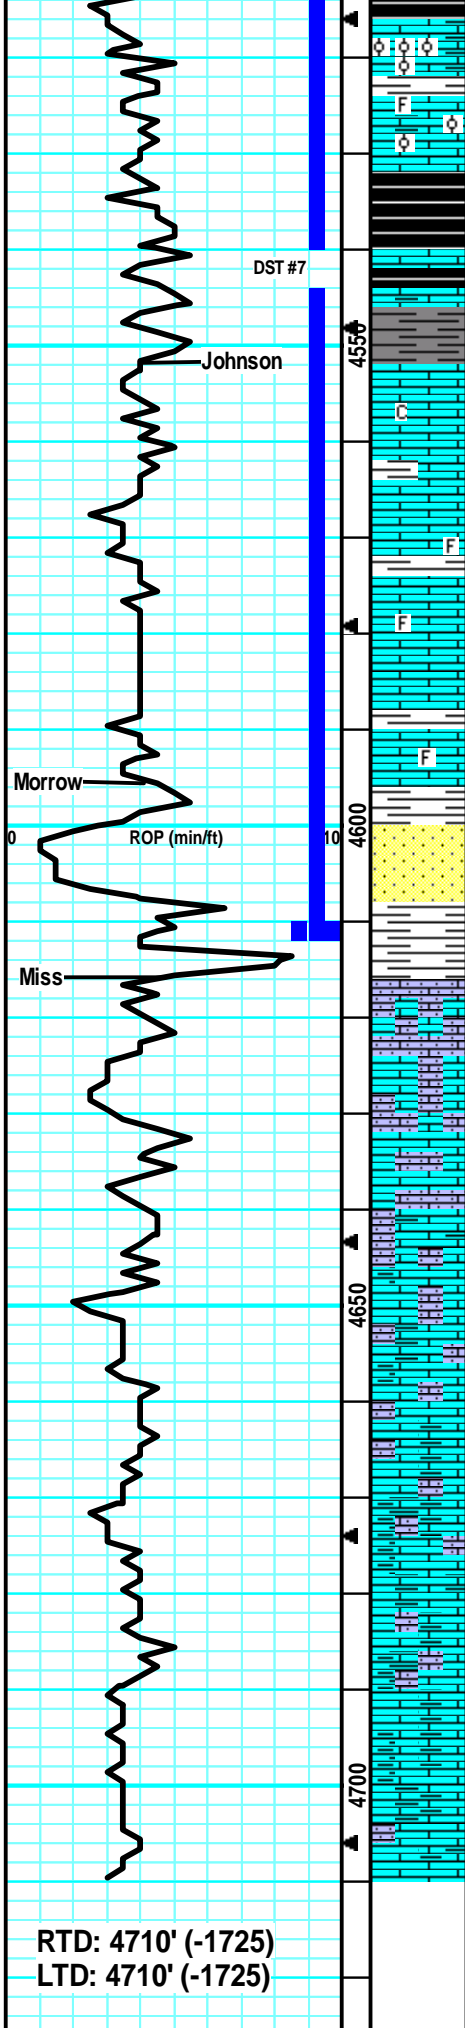 F
DST #7
4550
Johnson
C
F
F
F
Morrow
4600
0 ROP (min/ft) 10
Miss
4650
4700
RTD: 4710' (-1725)
LTD: 4710' (-1725)